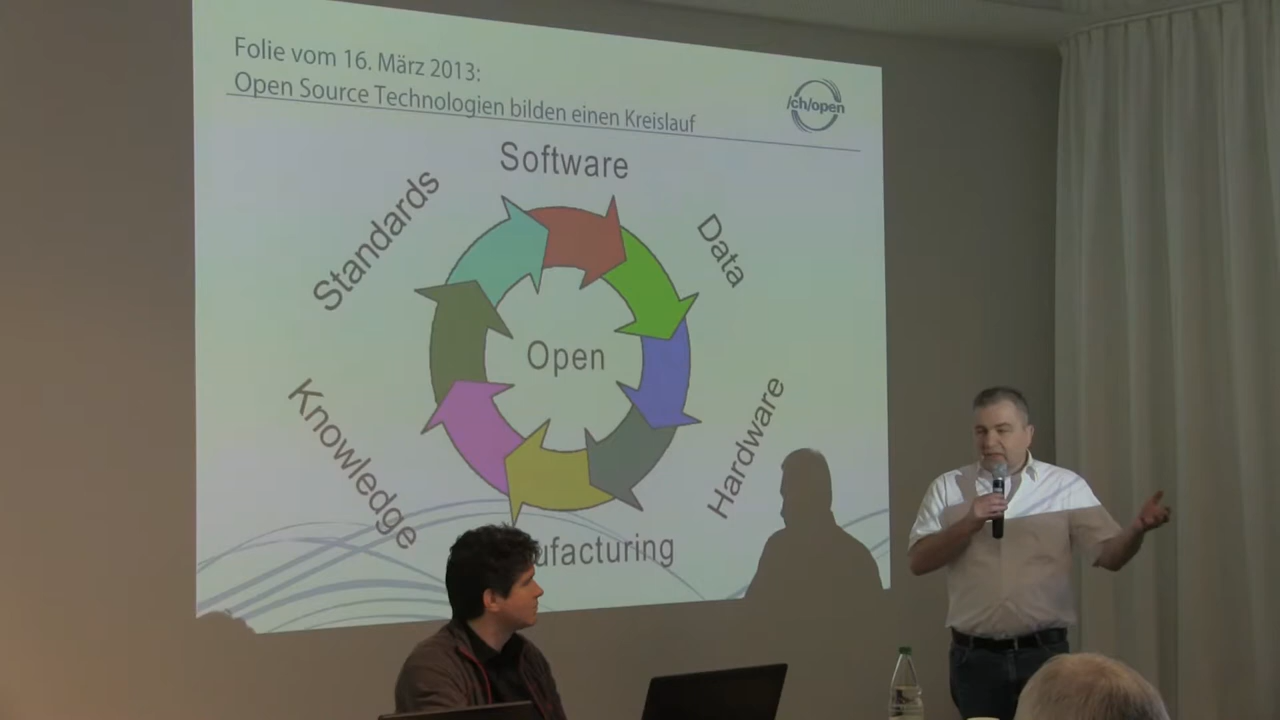 Folie vom 16. März 2013:
Open Source Technologien bilden einen Kreislauf
/ch/open
Software
Standards
Data
Open
Knowledge
Hardware
ufacturing